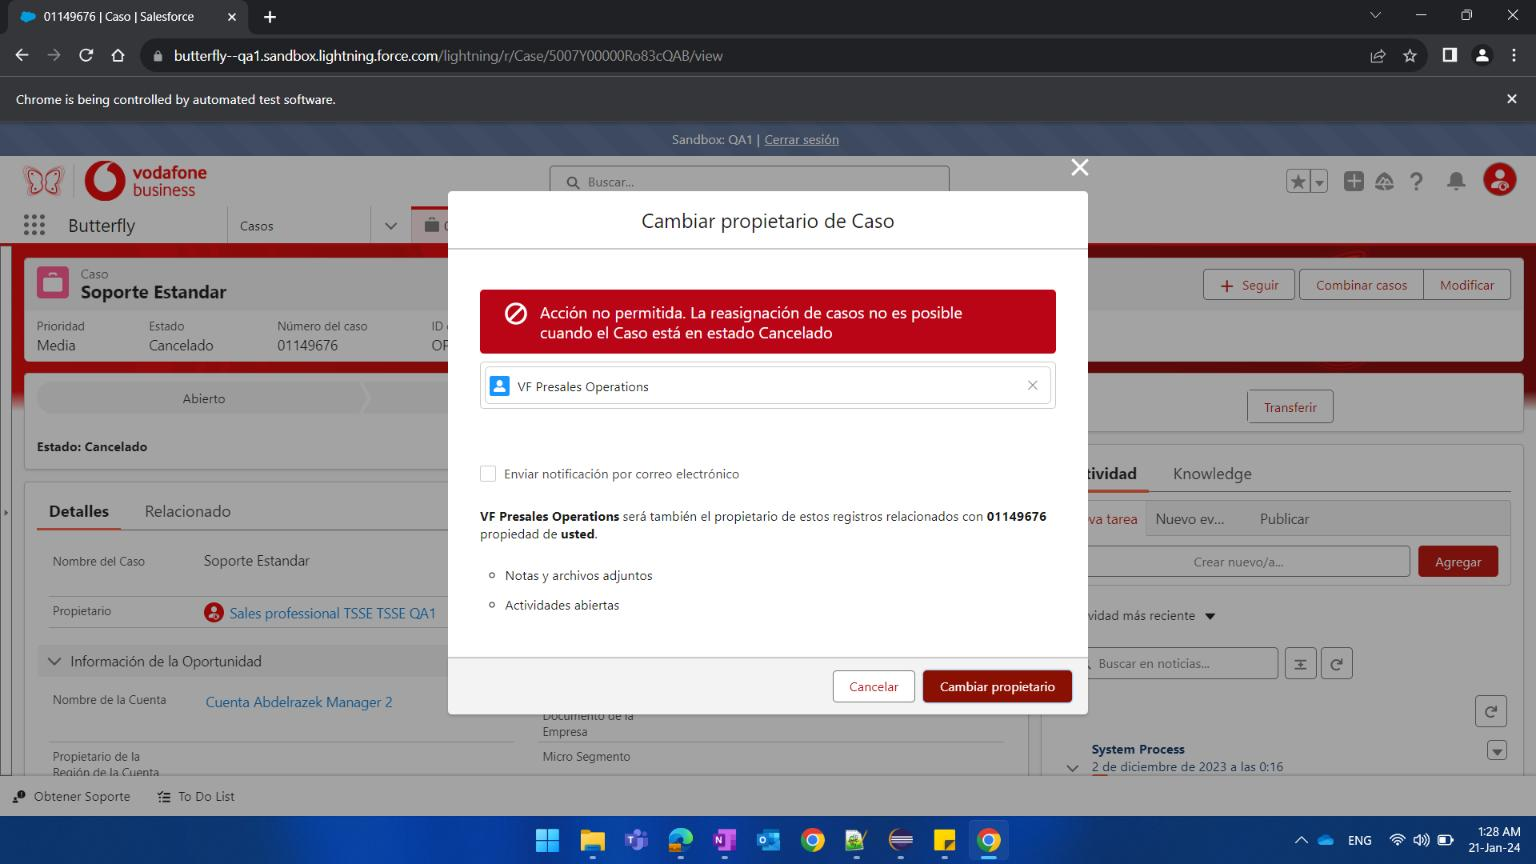 01149676 | Caso | Salesforce
butterfly--qa1.sandbox.lightning.force.com/lightning/r/Case/5007Y00000Ro83cQAB/view
Chrome is being controlled by automated test software.
Sandbox: QA1 | Cerrar sesión
vodafone
business
Buscar...
Butterfly
Casos
Cambiar propietario de Caso
Caso
Soporte Estandar
Seguir
Combinar casos
Modificar
Prioridad
Estado
Número del caso
Media
Cancelado
01149676
Acción no permitida. La reasignación de casos no es posible
cuando el Caso está en estado Cancelado
VF Presales Operations
Abierto
Transferir
Estado: Cancelado
Enviar notificación por correo electrónico
tividad
Knowledge
Detalles
Relacionado
VF Presales Operations será también el propietario de estos registros relacionados con 01149676
propiedad de usted.
va tarea
Nuevo ev...
Publicar
Nombre del Caso
Soporte Estandar
Crear nuevo/a...
Agregar
Notas y archivos adjuntos
Actividades abiertas
Propietario
Sales professional TSSE TSSE QA1
vidad más reciente
Información de la Oportunidad
Buscar en noticias...
Cancelar
Cambiar propietario
Nombre de la Cuenta
Cuenta Abdelrazek Manager 2
Documento de la
Empresa
Propietario de la
Región de la Cuenta
Micro Segmento
System Process
2 de diciembre de 2023 a las 0:16
Obtener Soporte
To Do List
ENG
1:28 AM
21-Jan-24